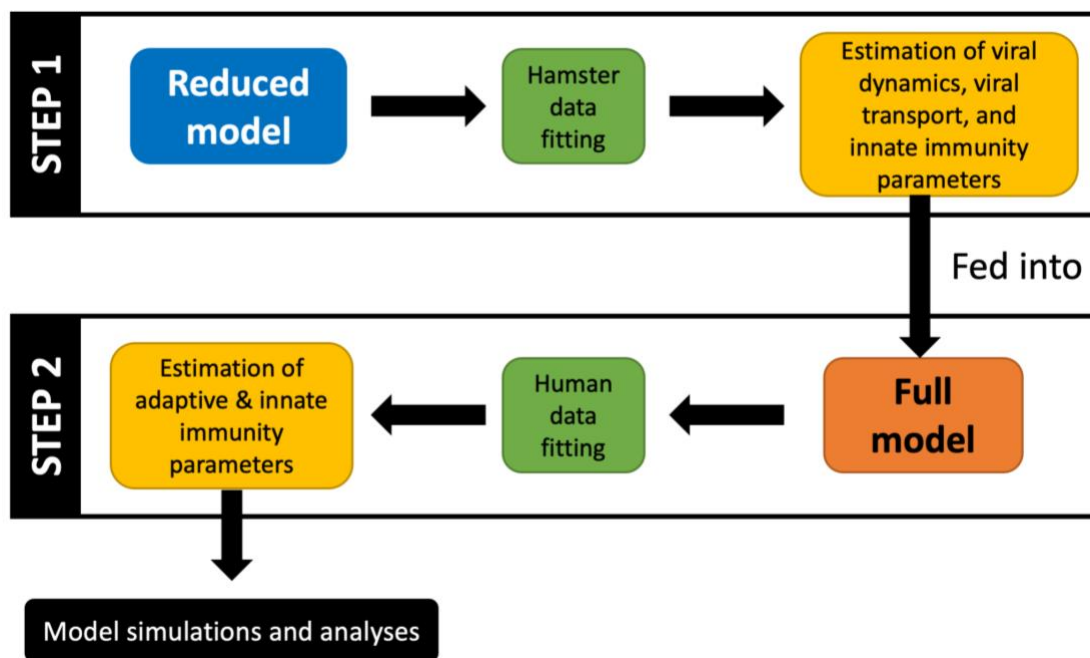 STEP 1
Reduced
model
Hamster
data
fitting
Estimation of viral
dynamics, viral
transport, and
innate immunity
parameters
Fed into
STEP 2
Estimation of
adaptive & innate
immunity
parameters
Human
data
fitting
Full
model
Model simulations and analyses